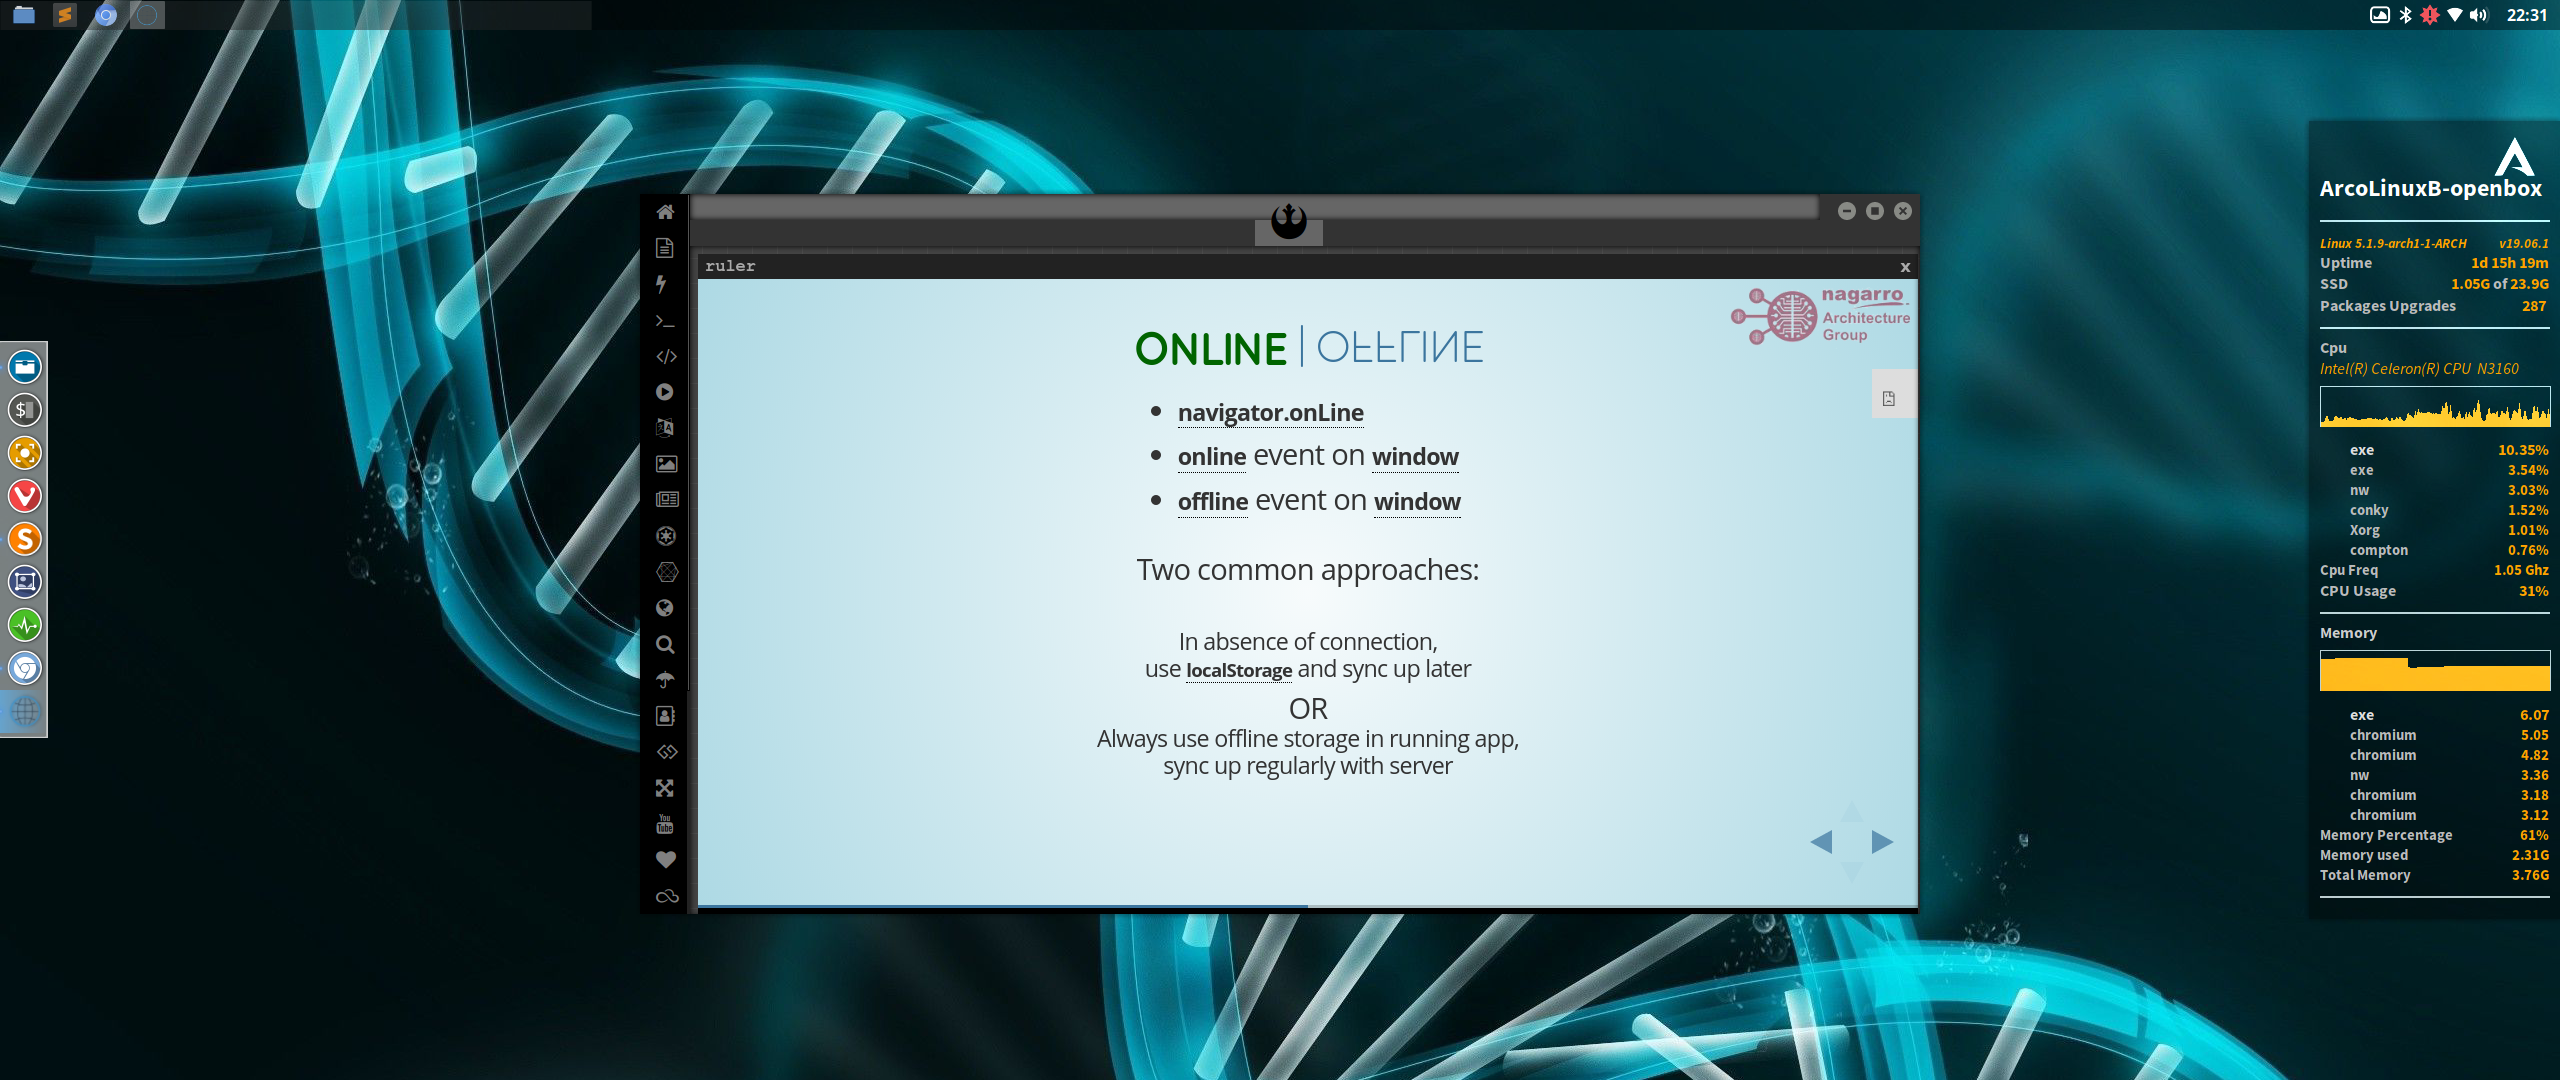 22:31
ArcoLinuxB-openbox
Linux 5.1.9-arch1-1-ARCH v19.06.1
Uptime 1d 15h 19m
SSD 1.05G of 23.9G
Packages Upgrades 287
Cpu
Intel(R) Celeron(R) CPU N3160
exe 10.35%
exe 3.54%
nw 3.03%
conky 1.52%
Xorg 1.01%
compton 0.76%
Cpu Freq 1.05 Ghz
CPU Usage 31%
Memory
exe 6.07
chromium 5.05
chromium 4.82
nw 3.36
chromium 3.18
chromium 3.12
Memory Percentage 61%
Memory used 2.31G
Total Memory 3.76G
ruler x
nagarro
Architecture
Group
ONLINE | OFFLINE
navigator.onLine
online event on window
offline event on window
Two common approaches:
In absence of connection,
use localStorage and sync up later
OR
Always use offline storage in running app,
sync up regularly with server
You
Tube
$
S